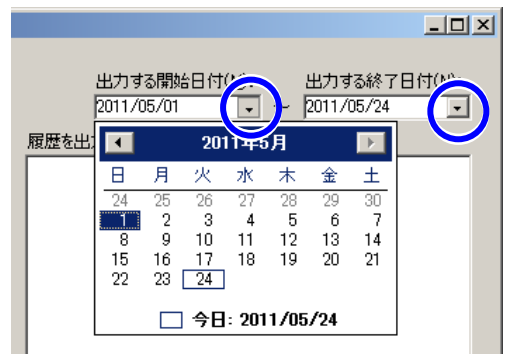 出力する開始日付(N): 出力する終了日付(N):
2011/05/01 ～ 2011/05/24
履歴を出
2011年5月
日 月 火 水 木 金 土
24 25 26 27 28 29 30
1 2 3 4 5 6 7
8 9 10 11 12 13 14
15 16 17 18 19 20 21
22 23 24
今日: 2011/05/24